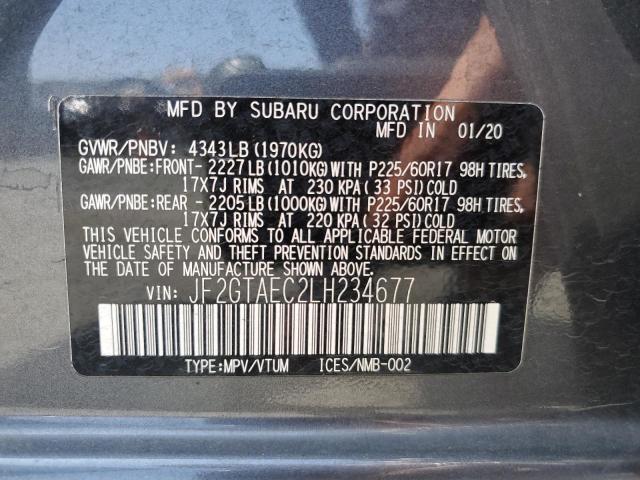 MFD BY SUBARU CORPORATION
MFD IN 01/20
GVWR/PNBV: 4343LB(1970KG)
GAWR/PNBE:FRONT-2227LB(1010KG)WITH P225/60R17 98H TIRES,
17X7J RIMS AT 230 KPA(33 PSI)COLD
GAWR/PNBE:REAR -2205LB(1000KG)WITH P225/60R17 98H TIRES,
17X7J RIMS AT 220 KPA(32 PSI)COLD
THIS VEHICLE CONFORMS TO ALL APPLICABLE FEDERAL MOTOR
VEHICLE SAFETY AND THEFT PREVENTION STANDARDS IN EFFECT ON
THE DATE OF MANUFACTURE SHOWN ABOVE.
VIN: JF2GTAEC2LH234677
TYPE:MPV/VTUM ICES/NMB-002